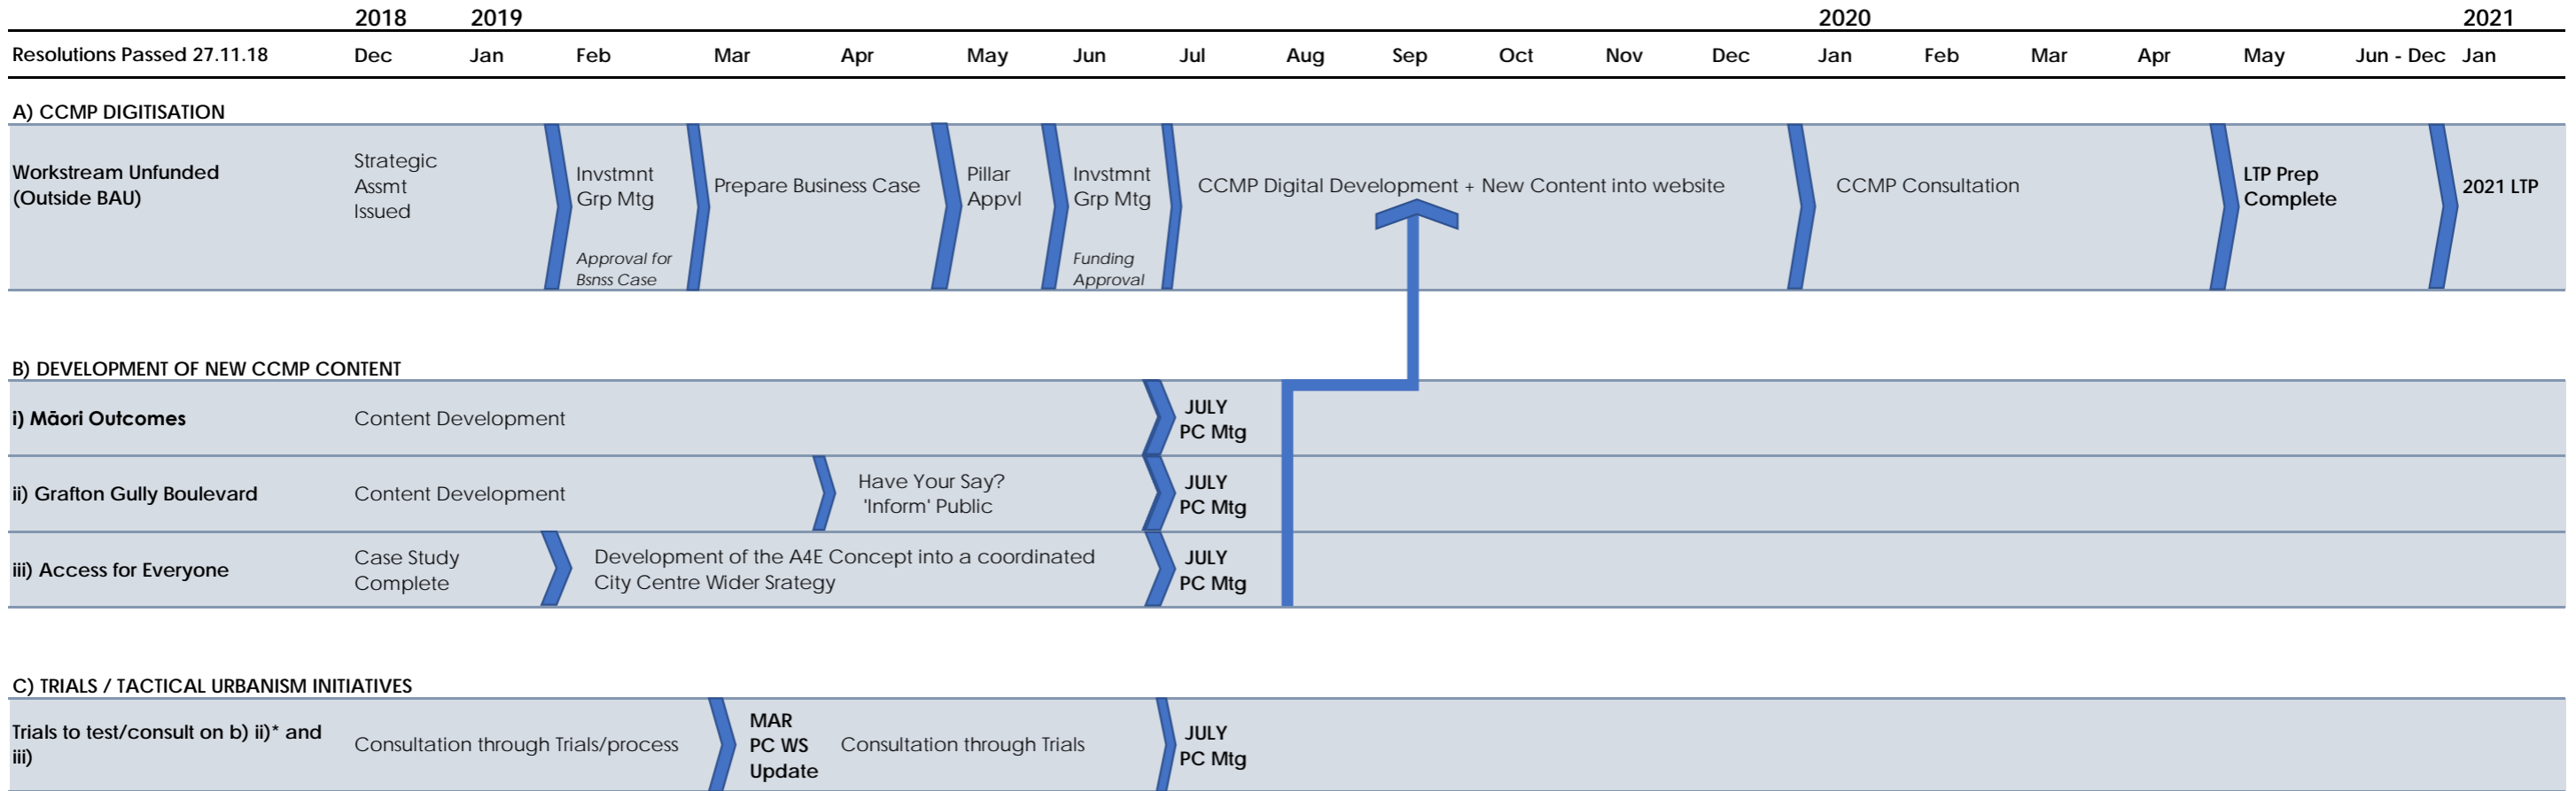 2018 2019 2020 2021
Resolutions Passed 27.11.18 Dec Jan Feb Mar Apr May Jun Jul Aug Sep Oct Nov Dec Jan Feb Mar Apr May Jun - Dec Jan
A) CCMP DIGITISATION
Workstream Unfunded
(Outside BAU)
Strategic
Assmt
Issued
Invstmnt
Grp Mtg
Approval for
Bsnss Case
Prepare Business Case
Pillar
Appvl
Invstmnt
Grp Mtg
Funding
Approval
CCMP Digital Development + New Content into website
CCMP Consultation
LTP Prep
Complete
2021 LTP
B) DEVELOPMENT OF NEW CCMP CONTENT
i) Māori Outcomes
Content Development
JULY
PC Mtg
ii) Grafton Gully Boulevard
Content Development
Have Your Say?
'Inform' Public
JULY
PC Mtg
iii) Access for Everyone
Case Study
Complete
Development of the A4E Concept into a coordinated
City Centre Wider Srategy
JULY
PC Mtg
C) TRIALS / TACTICAL URBANISM INITIATIVES
Trials to test/consult on b) ii)* and
iii)
Consultation through Trials/process
MAR
PC WS
Update
Consultation through Trials
JULY
PC Mtg